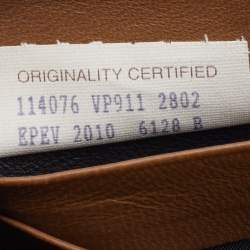 ORIGINALITY CERTIFIED
114076 VP911 2802
EPEV 2010 6128 B